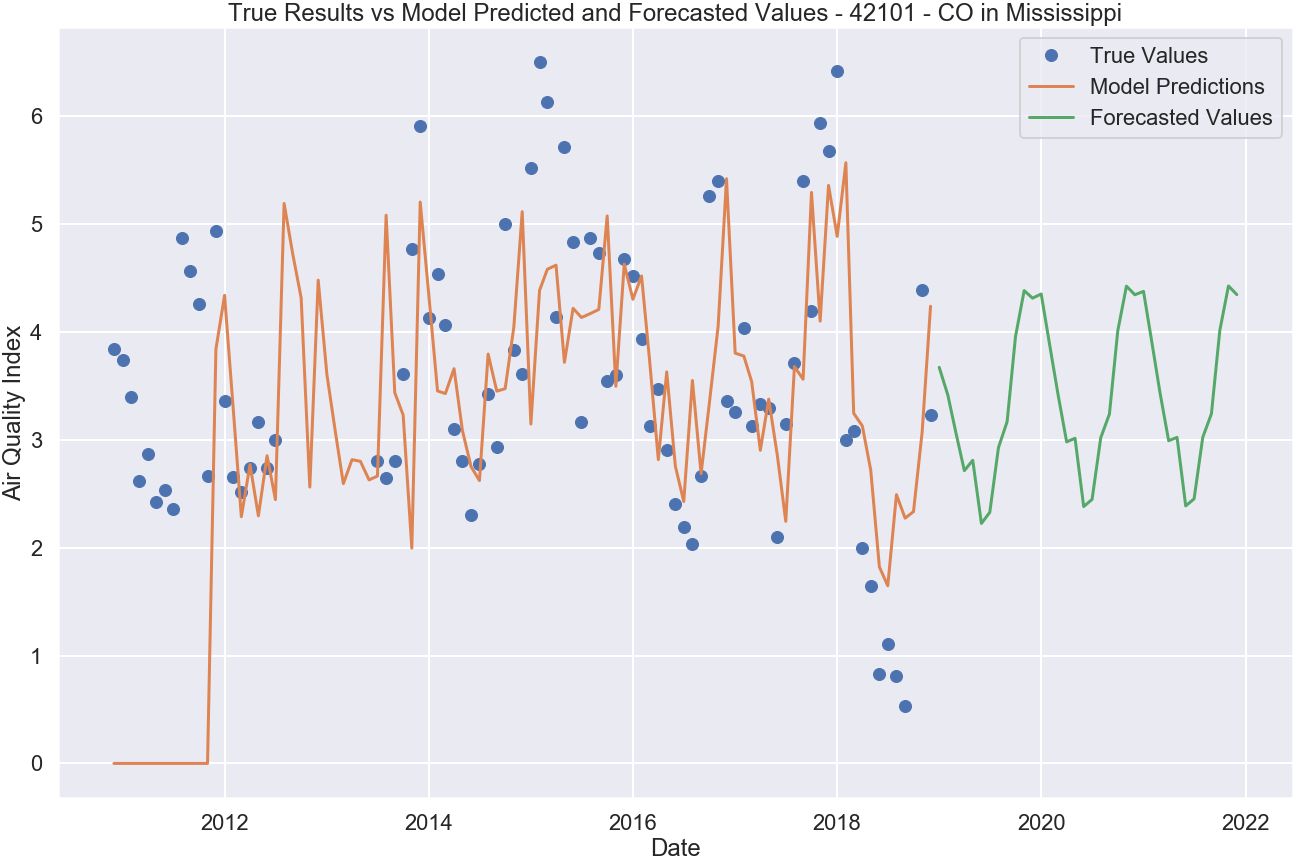 True Results vs Model Predicted and Forecasted Values - 42101 - CO in Mississippi
True Values
Model Predictions
Forecasted Values
Air Quality Index
6
5
4
3
2
1
0
2012 2014 2016 2018 2020 2022
Date